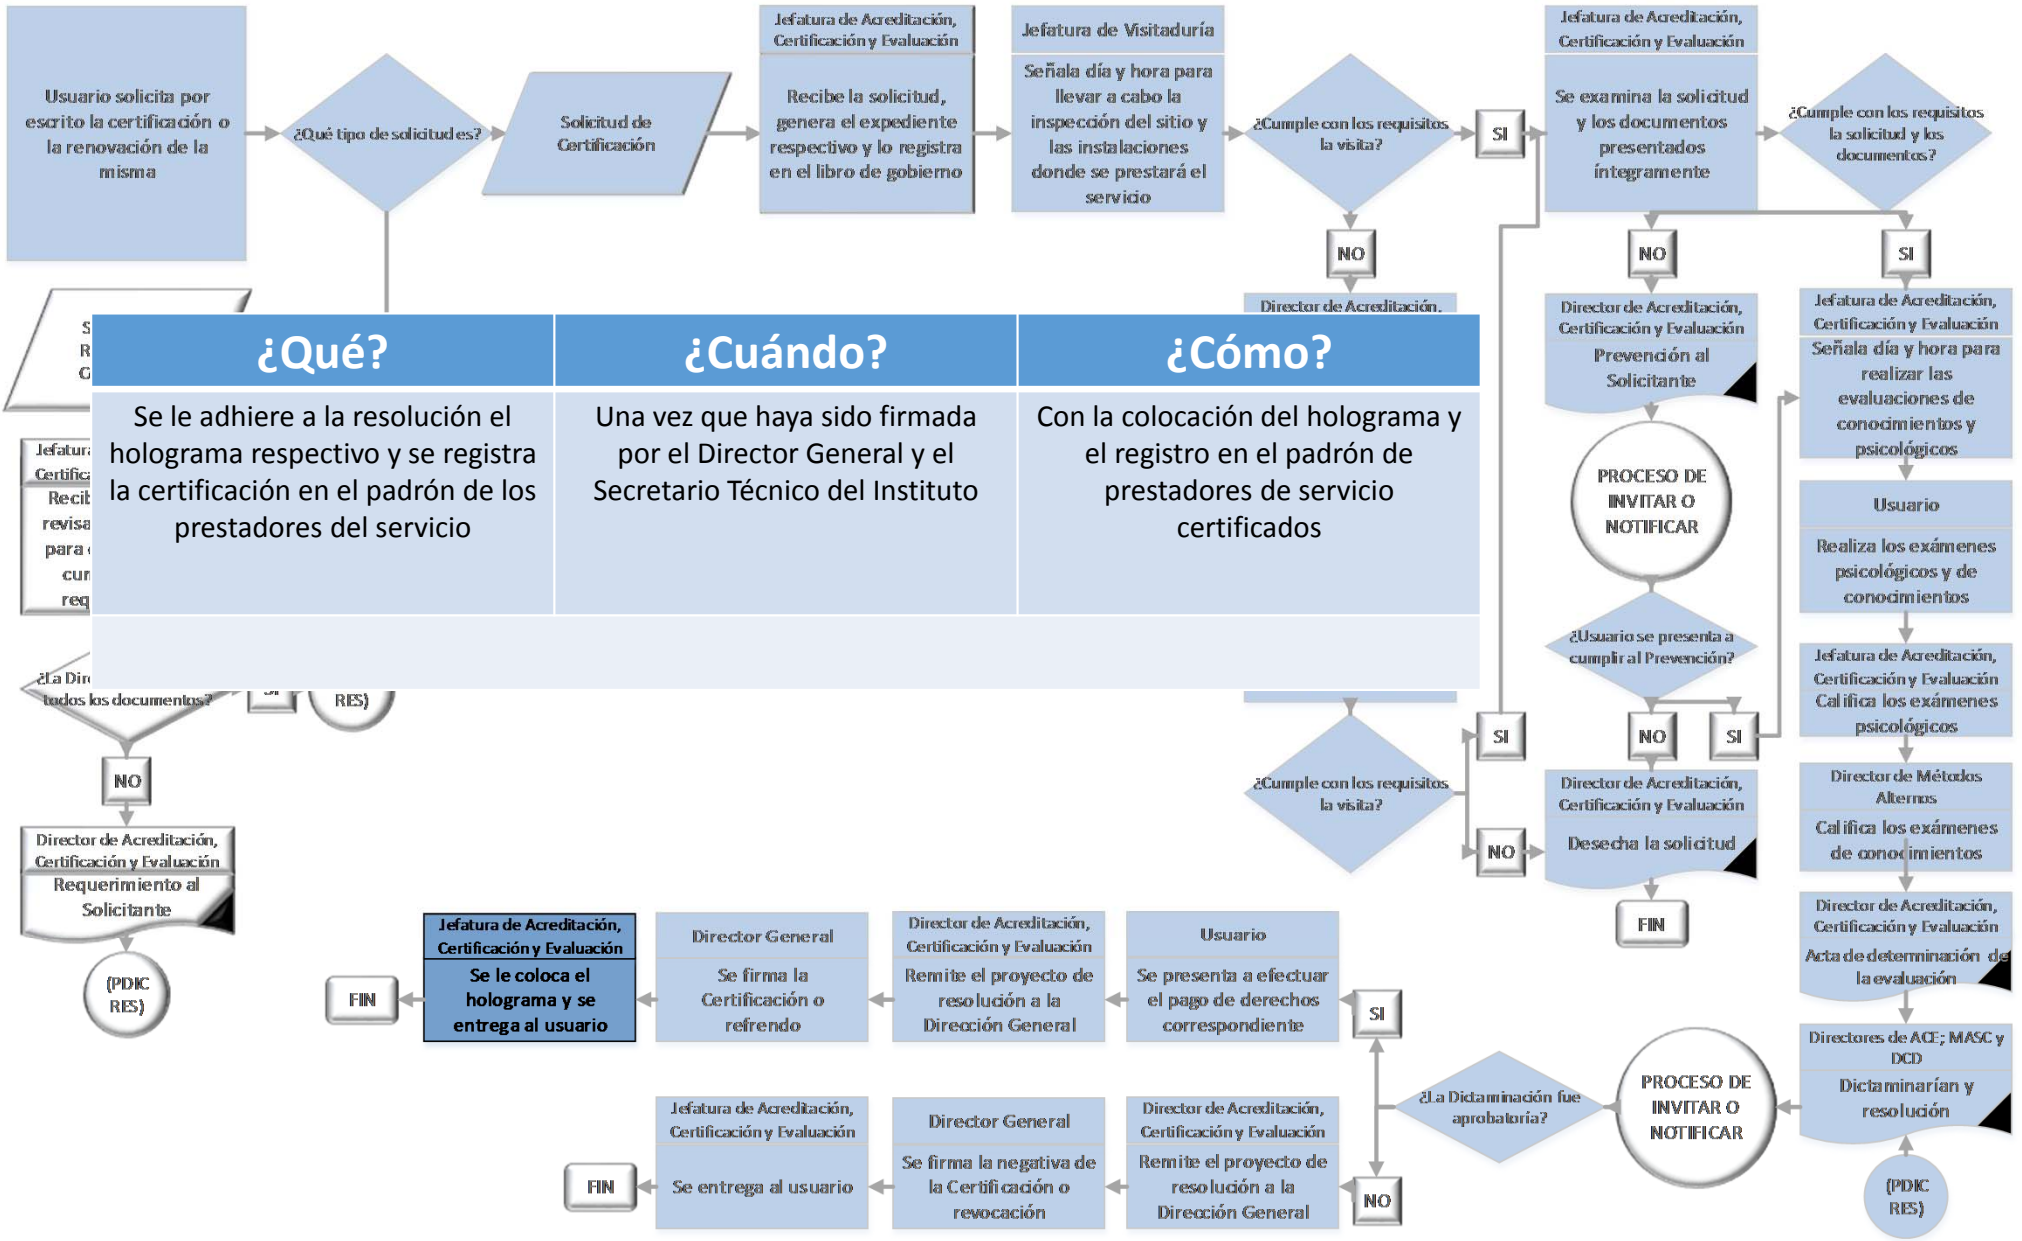 Usuario solicita por
escrito la certificación o
la renovación de la
misma
¿Qué tipo de solicitud es?
Solicitud de
Certificación
Jefatura de Acreditación,
Certificación y Evaluación
Recibe la solicitud,
genera el expediente
respectivo y lo registra
en el libro de gobierno
Jefatura de Visitaduría
Señala día y hora para
llevar a cabo la
inspección del sitio y
las instalaciones
donde se prestará el
servicio
¿Cumple con los requisitos
la visita?
SI
NO
Director de Acreditación,
Jefatura de Acreditación,
Certificación y Evaluación
Se examina la solicitud
y los documentos
presentados
íntegramente
¿Cumple con los requisitos
la solicitud y los
documentos?
NO
SI
Director de Acreditación,
Certificación y Evaluación
Prevención al
Solicitante
PROCESO DE
INVITAR O
NOTIFICAR
¿Usuario se presenta a
cumplir al Prevención?
NO
SI
Director de Acreditación,
Certificación y Evaluación
Desecha la solicitud
FIN
Jefatura de Acreditación,
Certificación y Evaluación
Señala día y hora para
realizar las
evaluaciones de
conocimientos y
psicológicos
Usuario
Realiza los exámenes
psicológicos y de
conocimientos
Jefatura de Acreditación,
Certificación y Evaluación
Califica los exámenes
psicológicos
Director de Métodos
Alternos
Califica los exámenes
de conocimientos
Director de Acreditación,
Certificación y Evaluación
Acta de determinación de
la evaluación
Directores de ACE; MASC y
DCD
Dictaminarían y
resolución
(PDIC
RES)
PROCESO DE
INVITAR O
NOTIFICAR
¿La Dictaminación fue
aprobatoría?
SI
NO
¿Qué?
¿Cuándo?
¿Cómo?
Se le adhiere a la resolución el
holograma respectivo y se registra
la certificación en el padrón de los
prestadores del servicio
Una vez que haya sido firmada
por el Director General y el
Secretario Técnico del Instituto
Con la colocación del holograma y
el registro en el padrón de
prestadores de servicio
certificados
S
R
C
Jefatur
Certific
Recib
revisa
para
cum
req
¿La Dir
todos los documentos?
SI
RES)
NO
Director de Acreditación,
Certificación y Evaluación
Requerimiento al
Solicitante
(PDIC
RES)
¿Cumple con los requisitos
la visita?
SI
NO
Usuario
Se presenta a efectuar
el pago de derechos
correspondiente
Director de Acreditación,
Certificación y Evaluación
Remite el proyecto de
resolución a la
Dirección General
Director General
Se firma la
Certificación o
refrendo
Jefatura de Acreditación,
Certificación y Evaluación
Se le coloca el
holograma y se
entrega al usuario
FIN
Director de Acreditación,
Certificación y Evaluación
Remite el proyecto de
resolución a la
Dirección General
Director General
Se firma la negativa de
la Certificación o
revocación
Jefatura de Acreditación,
Certificación y Evaluación
Se entrega al usuario
FIN